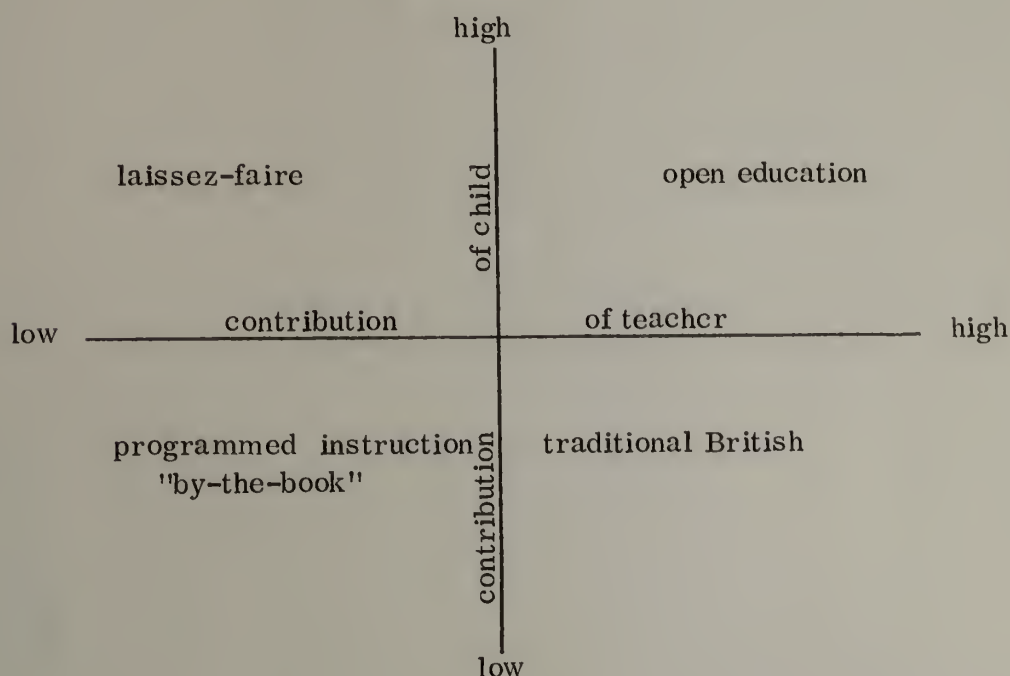 high
laissez-faire
open education
of child
low
contribution
of teacher
high
programmed instruction
"by-the-book"
traditional British
contribution
low